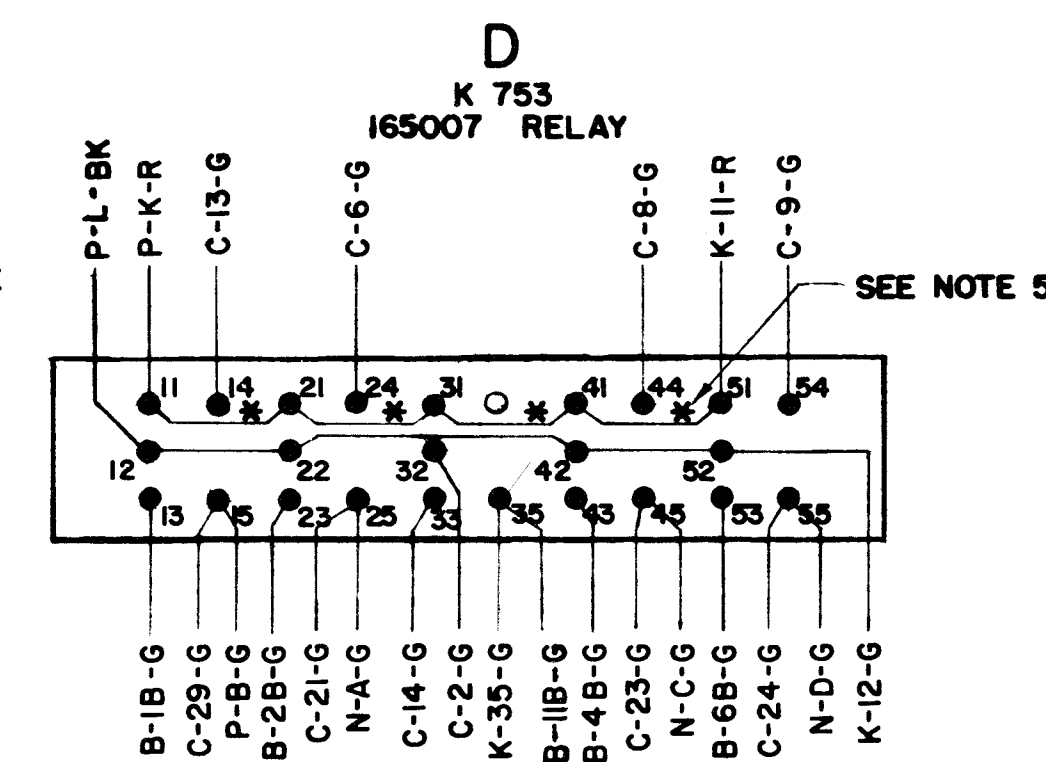 D
K 753
165007 RELAY
P-L-BK
P-K-R
C-13-G
C-6-G
C-8-G
K-11-R
C-9-G
SEE NOTE 5
11 14 * 21 24 * 31 * 41 44 * 51 54
12 22 32 42 52
13 15 23 25 33 35 43 45 53 55
B-1B-G
C-29-G
P-B-G
B-2B-G
C-21-G
N-A-G
C-14-G
C-2-G
K-35-G
B-11B-G
B-4B-G
C-23-G
N-C-G
B-6B-G
C-24-G
N-D-G
K-12-G